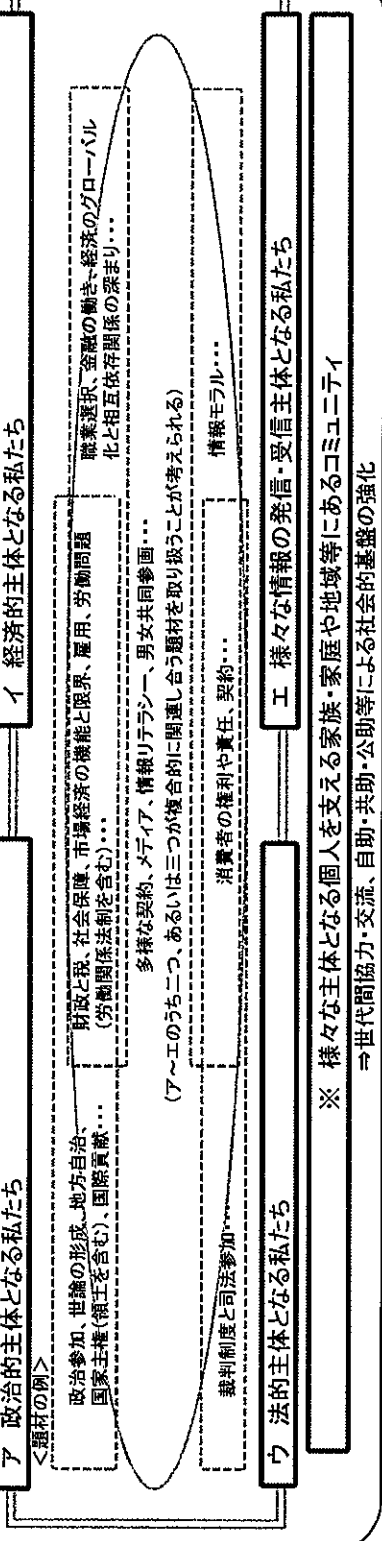 ア 政治的主体となる私たち
イ 経済的主体となる私たち
<題材の例>
政治参加、世論の形成、地方自治、
国家主権(領土を含む)、国際貢献・・・
財政と税、社会保障、市場経済の機能と限界、雇用、労働問題
(労働関係法制を含む)・・・
職業選択、金融の働き、経済のグローバル
化と相互依存関係の深まり・・・
多様な契約、メディア、情報リテラシー、男女共同参画・・・
(ア~エのうち二つ、あるいは三つが複合的に関連し合う題材を取り扱うことが考えられる)
裁判制度と司法参加・・・
消費者の権利や責任、契約・・・
情報モラル・・・
ウ 法的主体となる私たち
エ 様々な情報の発信・受信主体となる私たち
※ 様々な主体となる個人を支える家族・家庭や地域等にあるコミュニティ
⇒世代間協力・交流、自助・共助・公助等による社会的基盤の強化